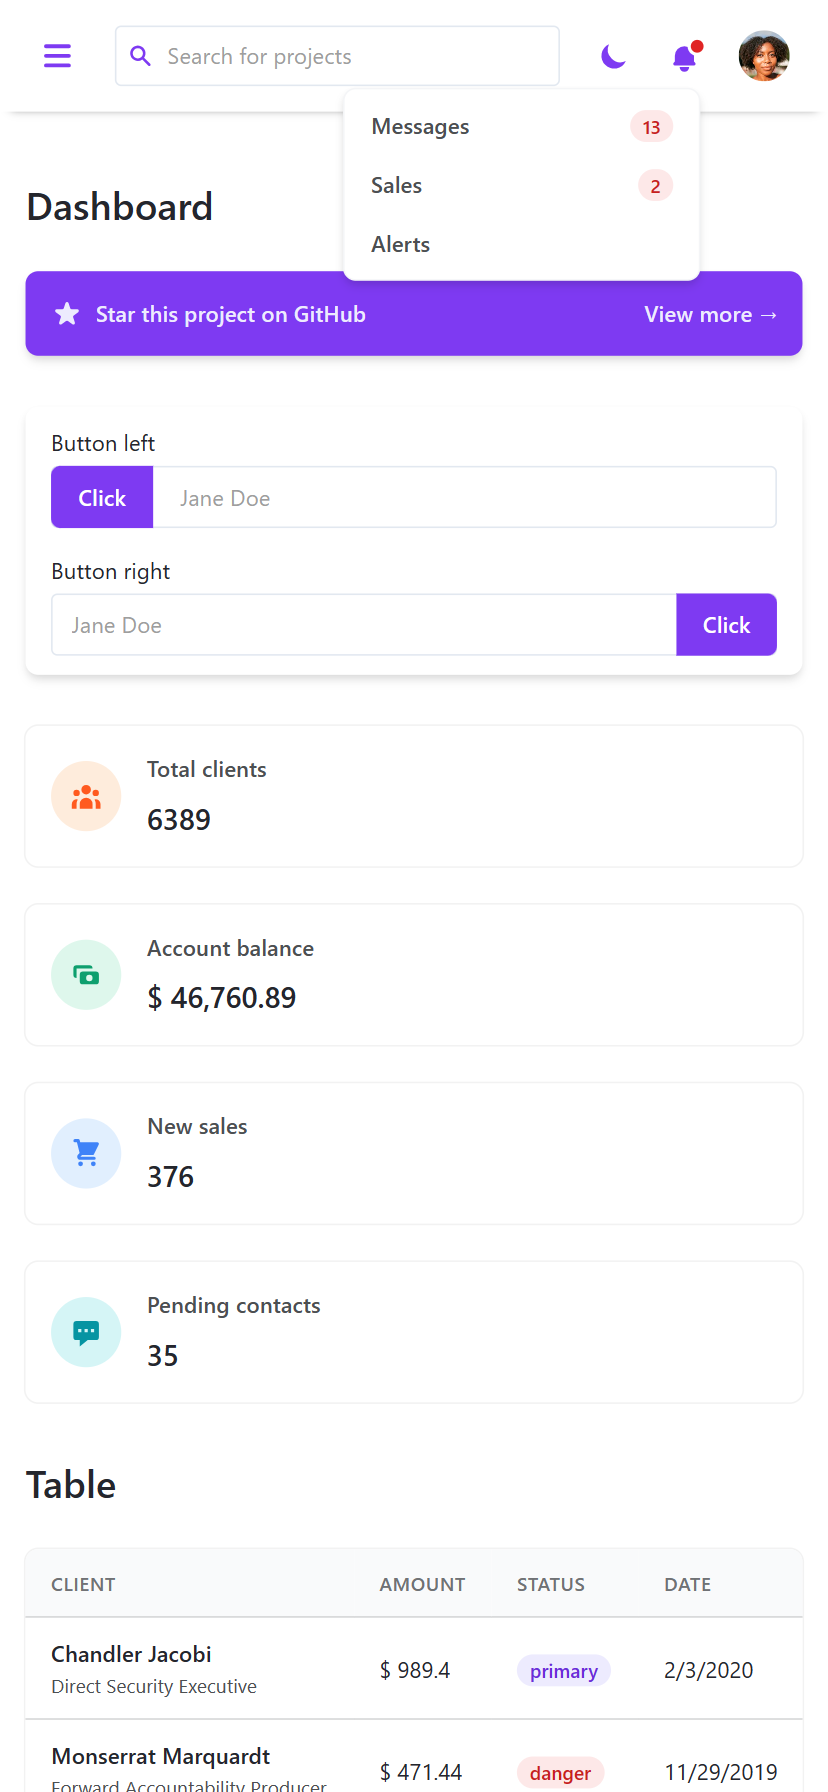 Search for projects
Messages 13
Sales 2
Alerts
Dashboard
Star this project on GitHub View more →
Button left
Click Jane Doe
Button right
Jane Doe Click
Total clients
6389
Account balance
$ 46,760.89
New sales
376
Pending contacts
35
Table
CLIENT AMOUNT STATUS DATE
Chandler Jacobi
Direct Security Executive
$ 989.4 primary 2/3/2020
Monserrat Marquardt
Forward Accountability Producer
$ 471.44 danger 11/29/2019